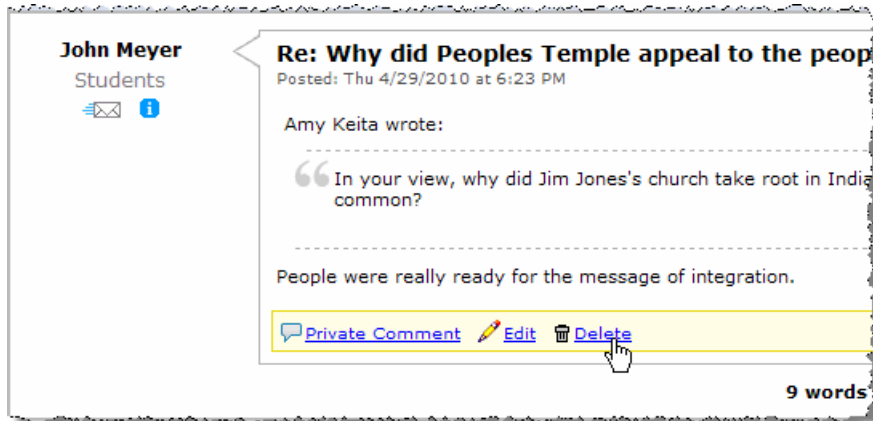 John Meyer
Students
Re: Why did Peoples Temple appeal to the
Posted: Thu 4/29/2010 at 6:23 PM
Amy Keita wrote:
In your view, why did Jim Jones's church take root in
common?
People were really ready for the message of integration.
Private Comment Edit Delete
9 words